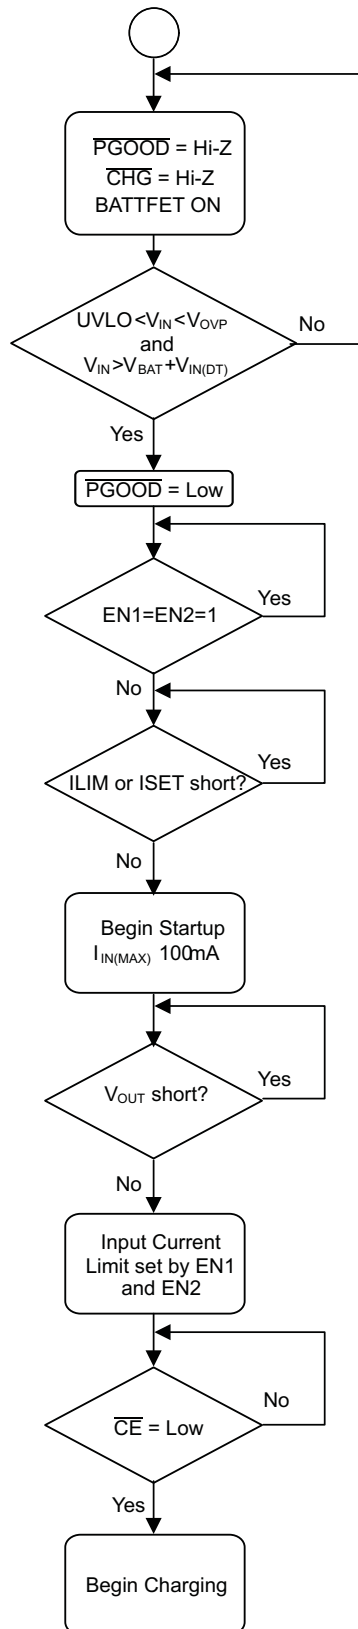 PGOOD = Hi-Z
CHG = Hi-Z
BATTFET ON
UVLO<VIN<VOVP
and
VIN>VBAT+VIN(DT)
No
Yes
PGOOD = Low
EN1=EN2=1
Yes
No
ILIM or ISET short?
Yes
No
Begin Startup
IIN(MAX) 100mA
VOUT short?
Yes
No
Input Current
Limit set by EN1
and EN2
No
CE = Low
Yes
Begin Charging